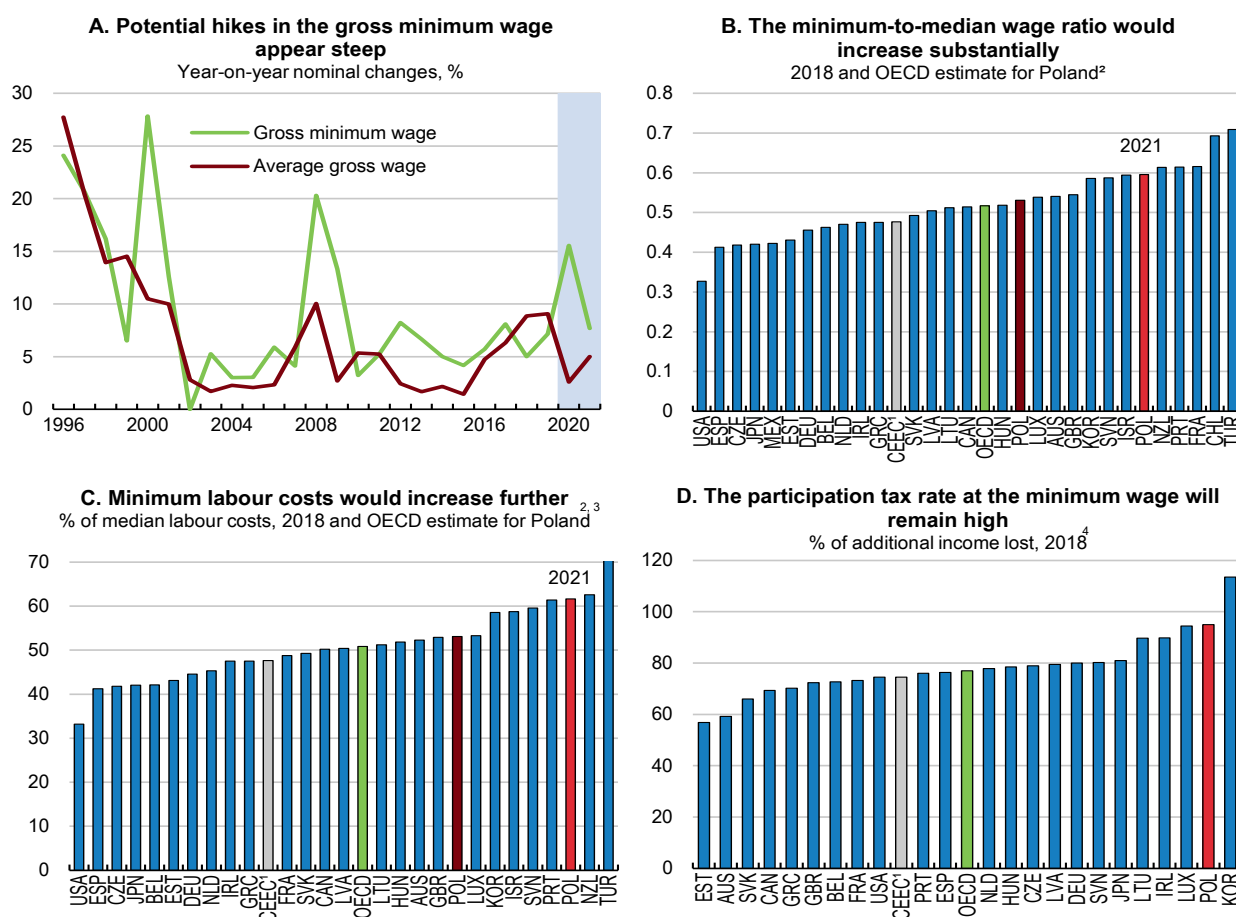 A. Potential hikes in the gross minimum wage
appear steep
Year-on-year nominal changes, %
30
25
20
15
10
5
0
Gross minimum wage
Average gross wage
1996 2000 2004 2008 2012 2016 2020
B. The minimum-to-median wage ratio would
increase substantially
2018 and OECD estimate for Poland²
0.8
0.7
0.6
0.5
0.4
0.3
0.2
0.1
0
2021
USA ESP CZE JPN MEX EST DEU BEL NLD IRL GRC CEEC¹ SVK LVA LTU CAN OECD HUN POL LUX AUS GBR KOR SVN ISR POL NZL PRT FRA CHL TUR
C. Minimum labour costs would increase further
% of median labour costs, 2018 and OECD estimate for Poland 2, 3
70
60
50
40
30
20
10
0
2021
USA ESP CZE JPN BEL EST DEU NLD IRL GRC CEEC¹ FRA SVK CAN LVA OECD LTU HUN AUS GBR POL LUX KOR ISR SVN PRT POL NZL TUR
D. The participation tax rate at the minimum wage will
remain high
% of additional income lost, 2018⁴
120
100
80
60
40
20
0
EST AUS SVK CAN GRC GBR BEL FRA USA CEEC¹ PRT ESP OECD NLD HUN CZE LVA DEU SVN JPN LTU IRL LUX POL KOR